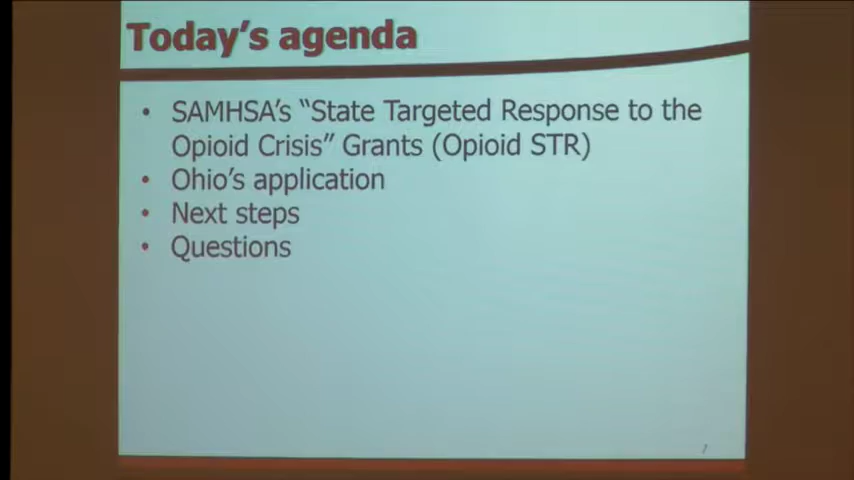 Today's agenda
• SAMHSA's "State Targeted Response to the
Opioid Crisis" Grants (Opioid STR)
• Ohio's application
• Next steps
• Questions